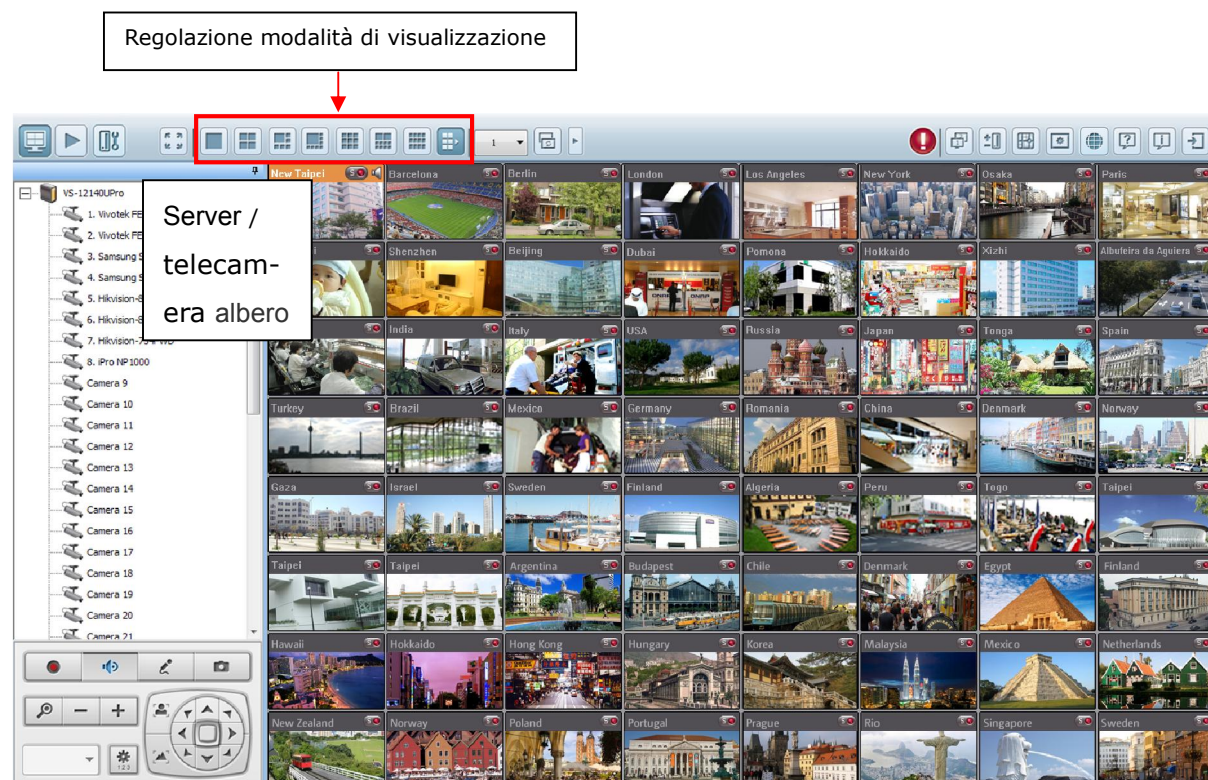 Regolazione modalità di visualizzazione
1
VS-12140UPro
1. Vivotek FE
2. Vivotek FE
3. Samsung S
4. Samsung S
5. Hikvision-8
6. Hikvision-8
7. Hikvision-
8. iPro NP1000
Camera 9
Camera 10
Camera 11
Camera 12
Camera 13
Camera 14
Camera 15
Camera 16
Camera 17
Camera 18
Camera 19
Camera 20
Camera 21
Server /
telecam-
era albero
New Taipei Barcelona Berlin London Los Angeles New York Osaka Paris
Shenzhen Beijing Dubai Pomona Hokkaido Xizhi Albufeira da Aguiera
India Italy USA Russia Japan Tonga Spain
Turkey Brazil Mexico Germany Romania China Denmark Norway
Gaza Israel Sweden Finland Algeria Peru Togo Taipei
Taipei Taipei Argentina Budapest Chile Denmark Egypt Finland
Hawaii Hokkaido Hong Kong Hungary Korea Malaysia Mexico Netherlands
New Zealand Norway Poland Portugal Prague Rio Singapore Sweden
123